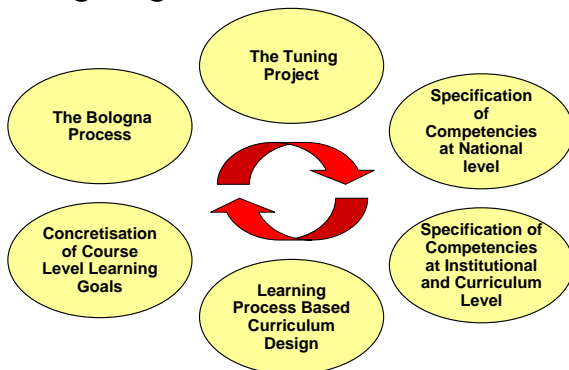 The Tuning
Project
The Bologna
Process
Specification
of
Competencies
at National
level
Concretisation
of Course
Level Learning
Goals
Specification of
Competencies
at Institutional
and Curriculum
Level
Learning
Process Based
Curriculum
Design